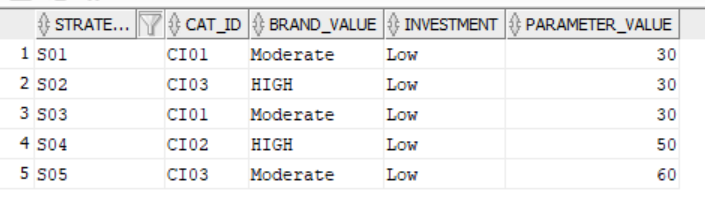 STRATE... CAT_ID BRAND_VALUE INVESTMENT PARAMETER_VALUE
1 S01 CI01 Moderate Low 30
2 S02 CI03 HIGH Low 30
3 S03 CI01 Moderate Low 30
4 S04 CI02 HIGH Low 50
5 S05 CI03 Moderate Low 60